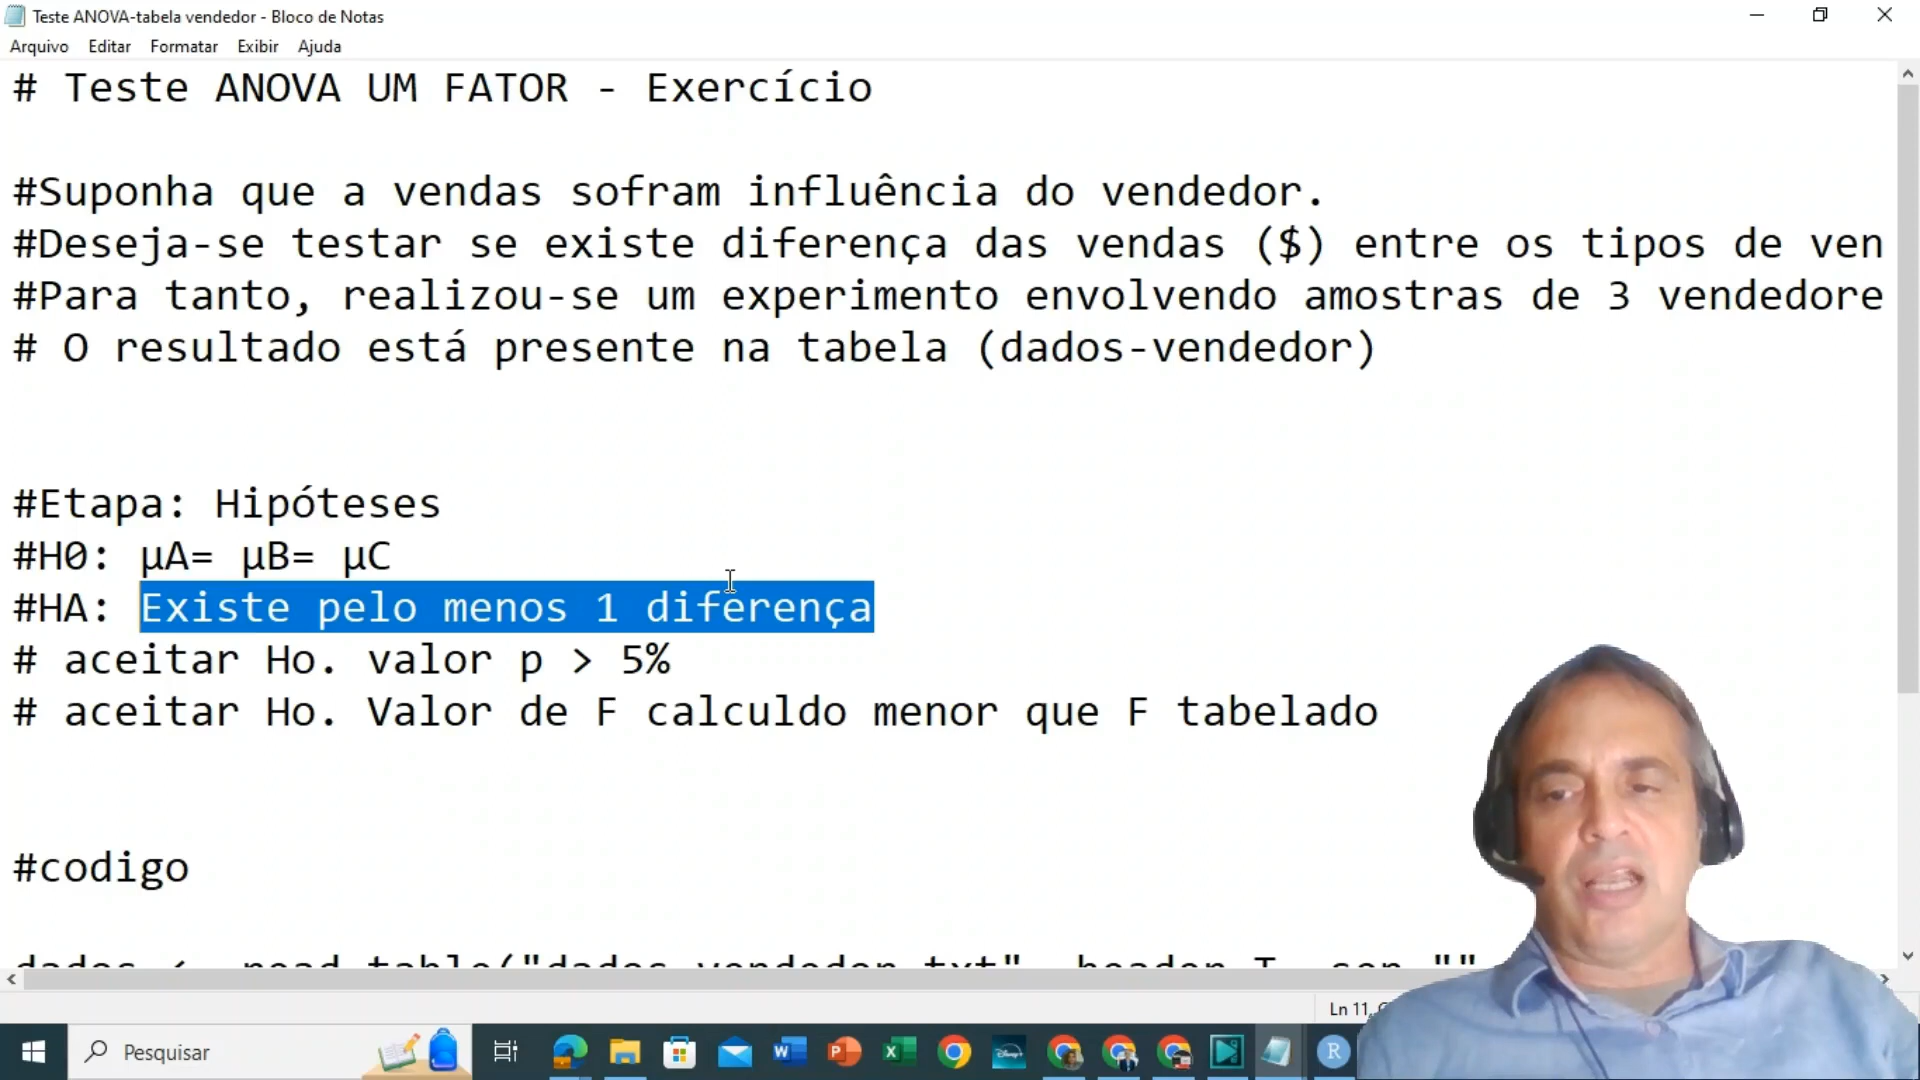 Teste ANOVA-tabela vendedor - Bloco de Notas
Arquivo Editar Formatar Exibir Ajuda
# Teste ANOVA UM FATOR - Exercício
#Suponha que a vendas sofram influência do vendedor.
#Deseja-se testar se existe diferença das vendas ($) entre os tipos de ven
#Para tanto, realizou-se um experimento envolvendo amostras de 3 vendedore
# O resultado está presente na tabela (dados-vendedor)
#Etapa: Hipóteses
#H0: µA= µB= µC
#HA: Existe pelo menos 1 diferença
# aceitar Ho. valor p > 5%
# aceitar Ho. Valor de F calculdo menor que F tabelado
#codigo
Ln 11,
Pesquisar